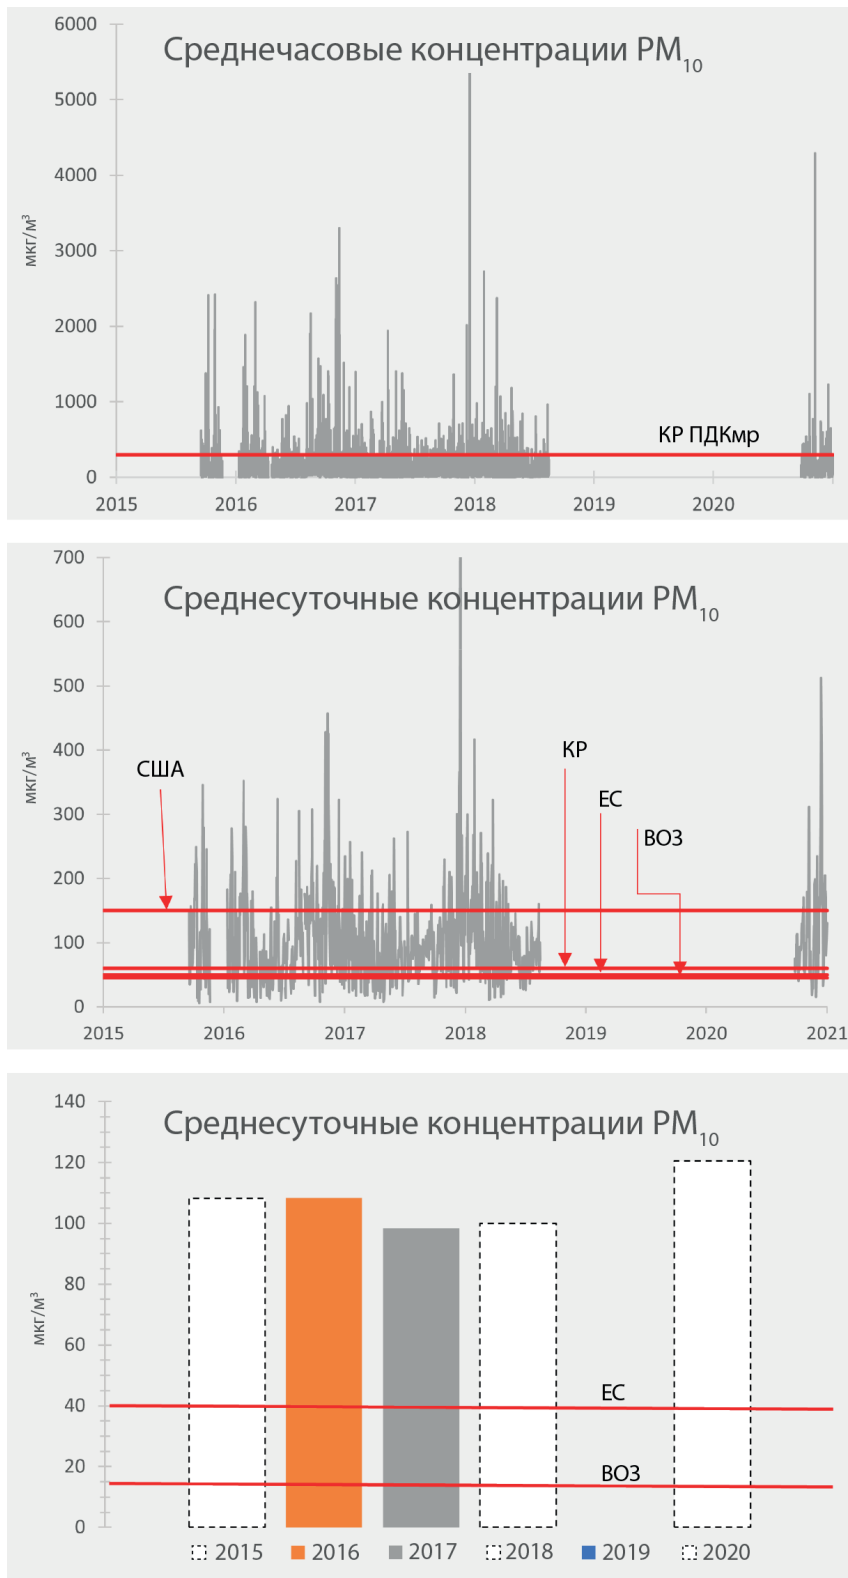 Среднечасовые концентрации PM₁₀
мкг/м³
6000
5000
4000
3000
2000
1000
0
КР ПДКмр
2015 2016 2017 2018 2019 2020
Среднесуточные концентрации PM₁₀
мкг/м³
700
600
500
400
300
200
100
0
США
КР
ЕС
ВОЗ
2015 2016 2017 2018 2019 2020 2021
Среднесуточные концентрации PM₁₀
мкг/м³
140
120
100
80
60
40
20
0
ЕС
ВОЗ
2015 2016 2017 2018 2019 2020